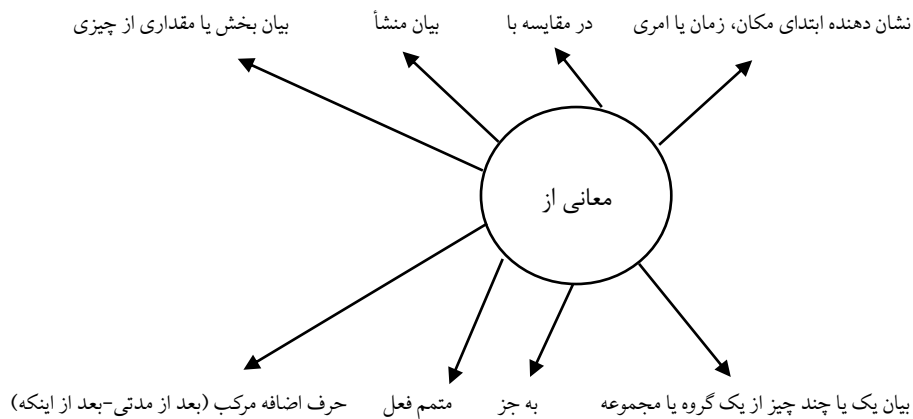 نشان دهنده ابتدای مکان، زمان یا امری
در مقایسه با
بیان منشأ
بیان بخش یا مقداری از چیزی
معانی از
بیان یک یا چند چیز از یک گروه یا مجموعه
به جز
متمم فعل
حرف اضافه مرکب (بعد از مدتی-بعد از اینکه)